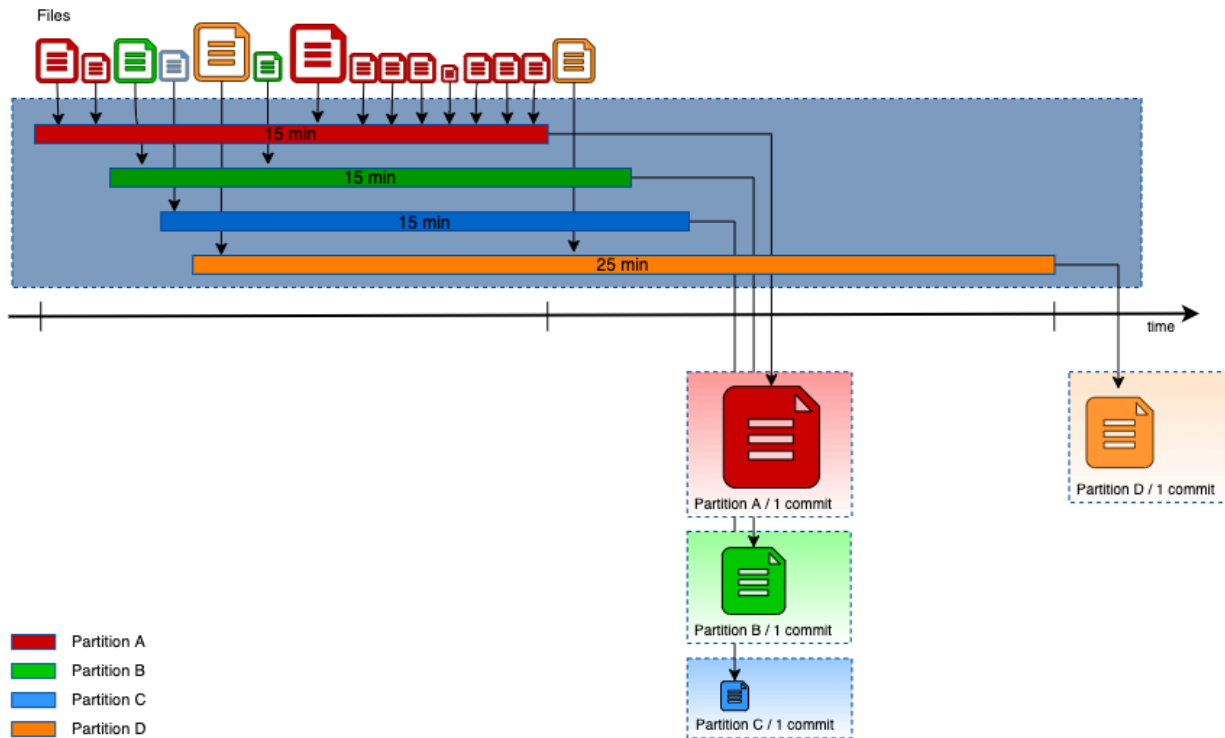 Files
15 min
15 min
15 min
25 min
time
Partition A / 1 commit
Partition D / 1 commit
Partition B / 1 commit
Partition C / 1 commit
Partition A
Partition B
Partition C
Partition D